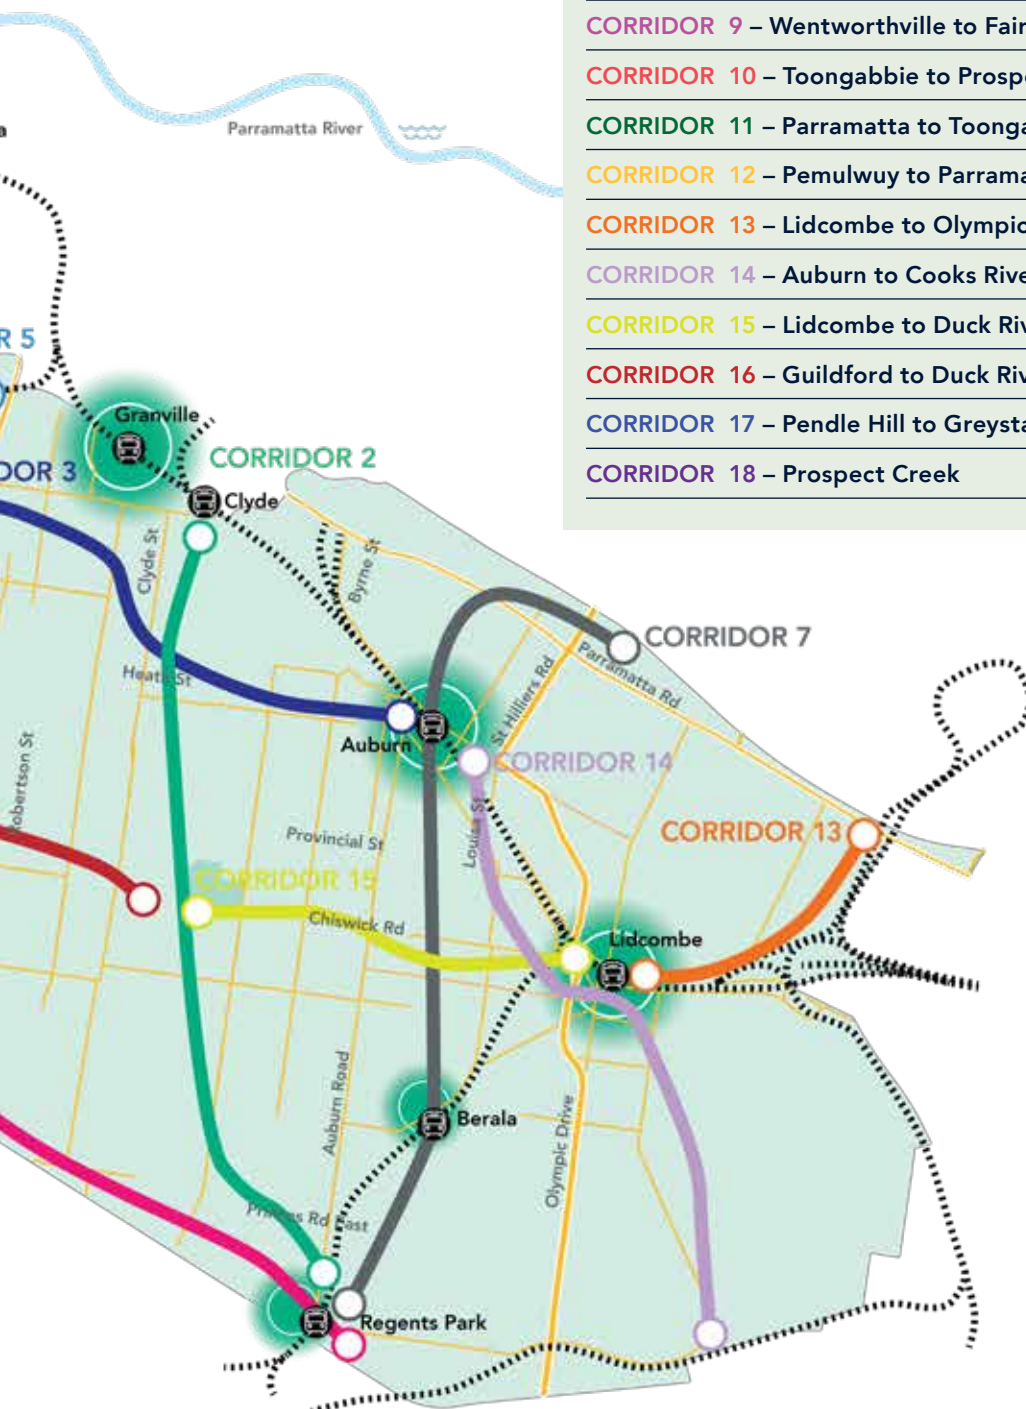 CORRIDOR 9 – Wentworthville to Fair
CORRIDOR 10 – Toongabbie to Prosp
CORRIDOR 11 – Parramatta to Toonga
CORRIDOR 12 – Pemulwuy to Parrama
CORRIDOR 13 – Lidcombe to Olympic
CORRIDOR 14 – Auburn to Cooks Rive
CORRIDOR 15 – Lidcombe to Duck Riv
CORRIDOR 16 – Guildford to Duck Riv
CORRIDOR 17 – Pendle Hill to Greysta
CORRIDOR 18 – Prospect Creek
a
Parramatta River
R 5
Granville
DOR 3
CORRIDOR 2
Clyde
Clyde St
Byrne St
CORRIDOR 7
Parramatta Rd
St Hilliers Rd
Heath St
Auburn
CORRIDOR 14
Robertson St
Provincial St
Louisa St
CORRIDOR 13
CORRIDOR 15
Chiswick Rd
Lidcombe
Auburn Road
Berala
Olympic Drive
Rd East
Regents Park